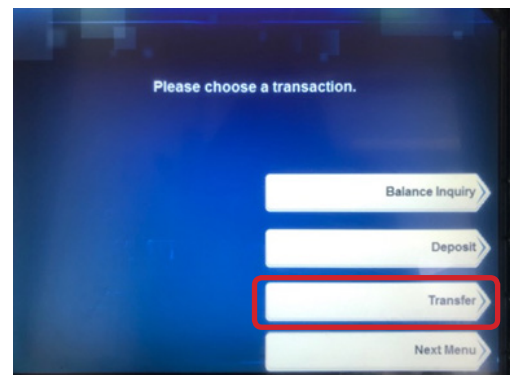 Please choose a transaction.
Balance Inquiry
Deposit
Transfer
Next Menu